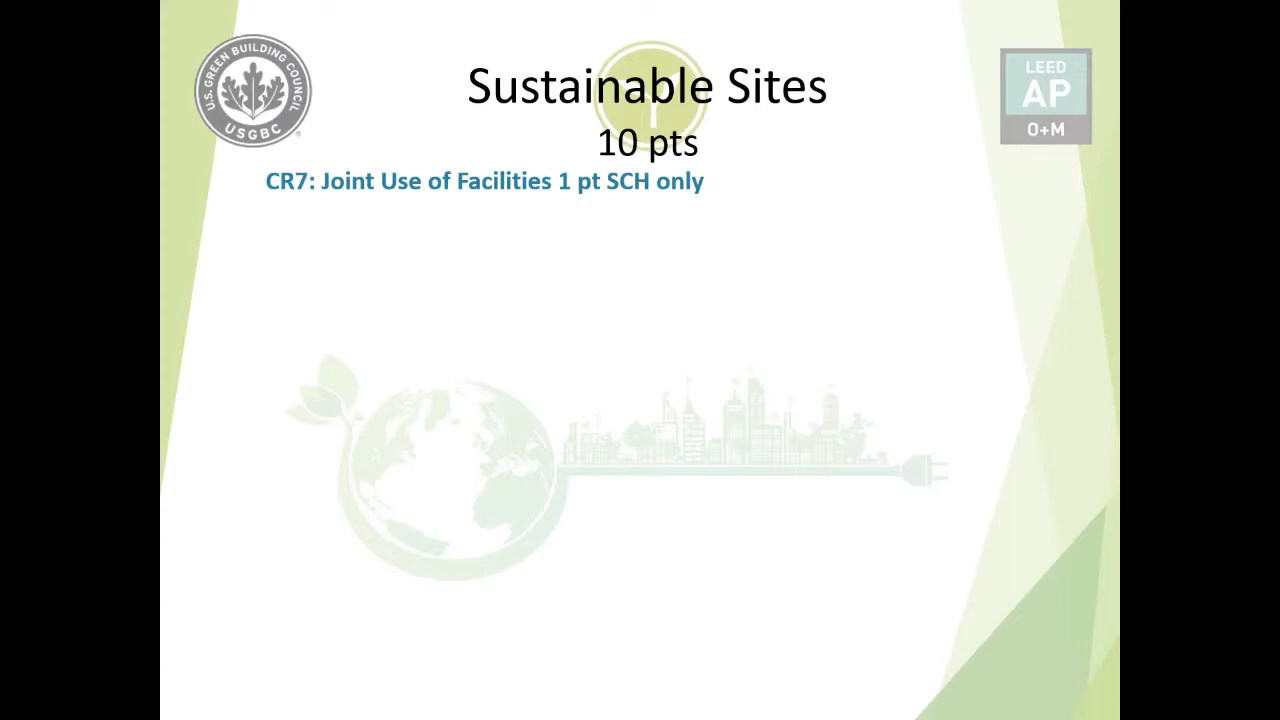 U.S. GREEN BUILDING COUNCIL
USGBC
®
LEED
AP
O+M
Sustainable Sites
10 pts
CR7: Joint Use of Facilities 1 pt SCH only